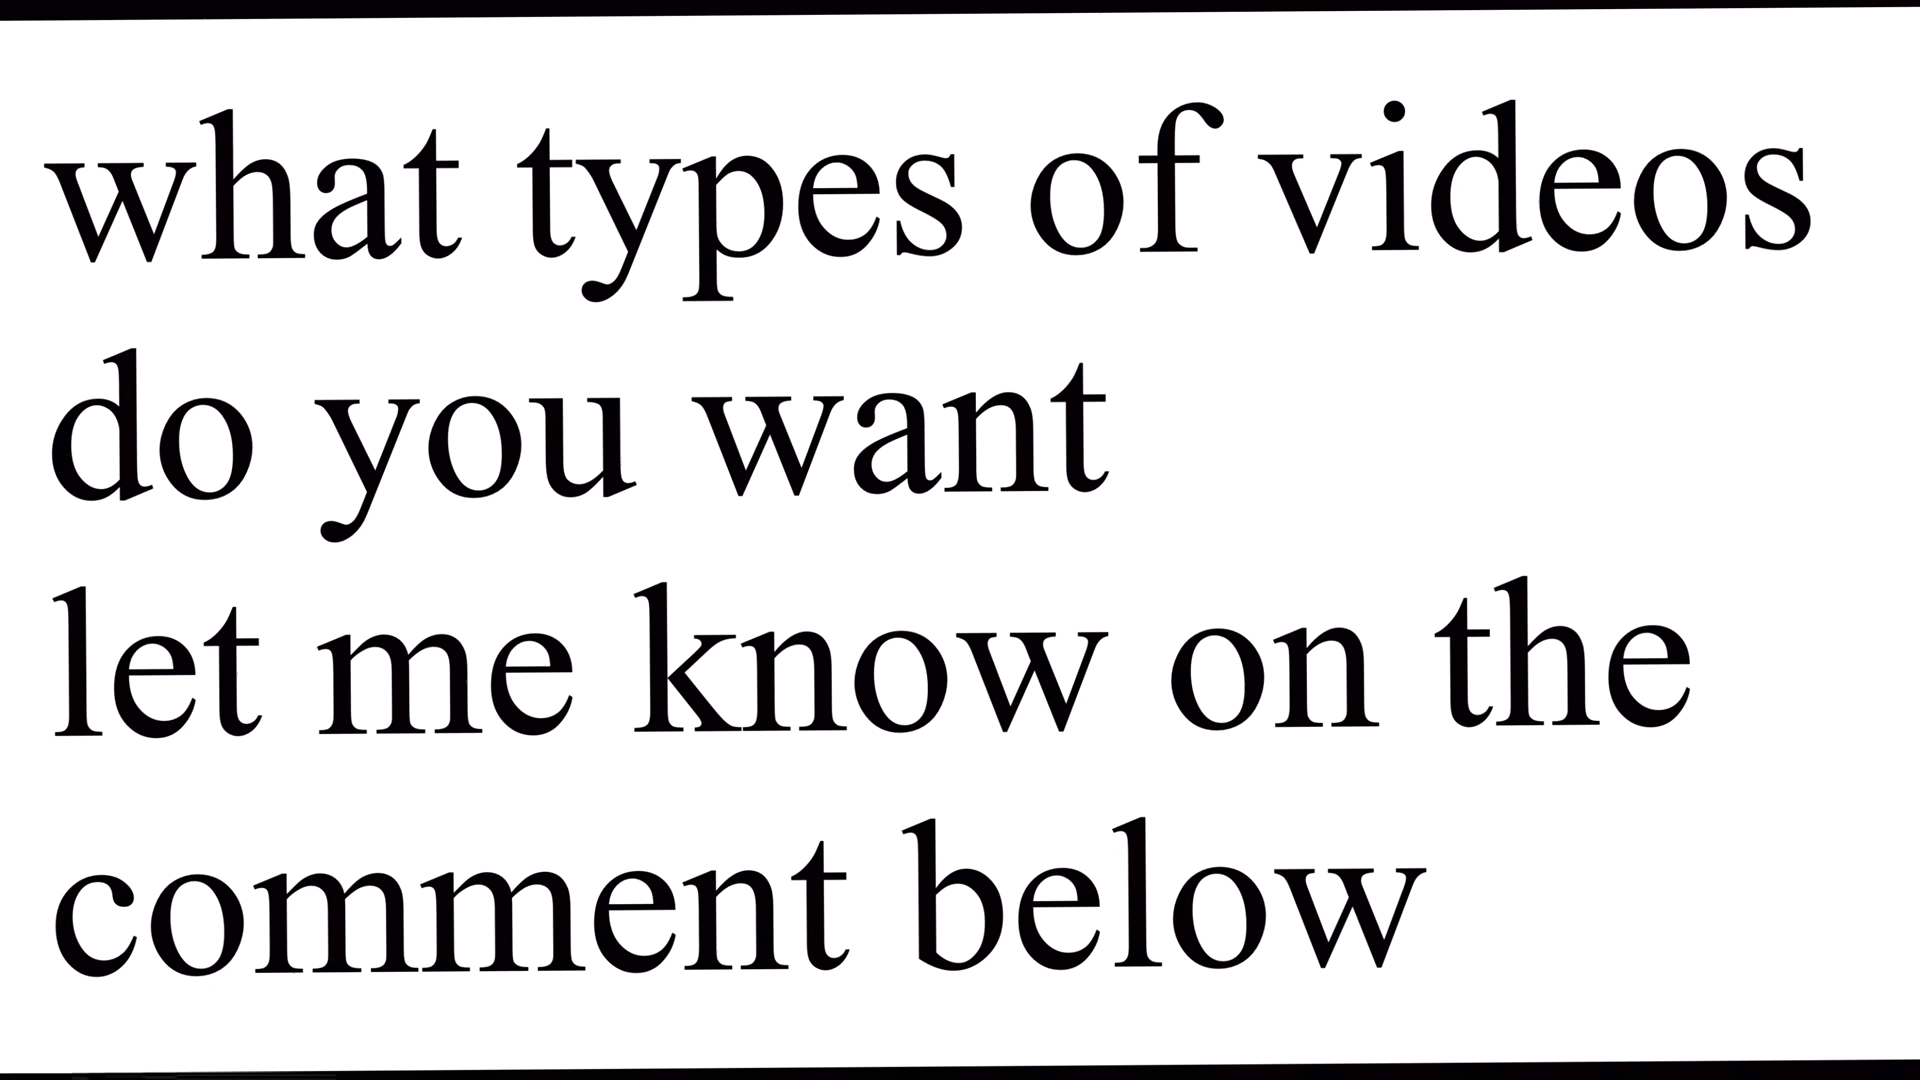 what types of videos
do you want
let me know on the
comment below